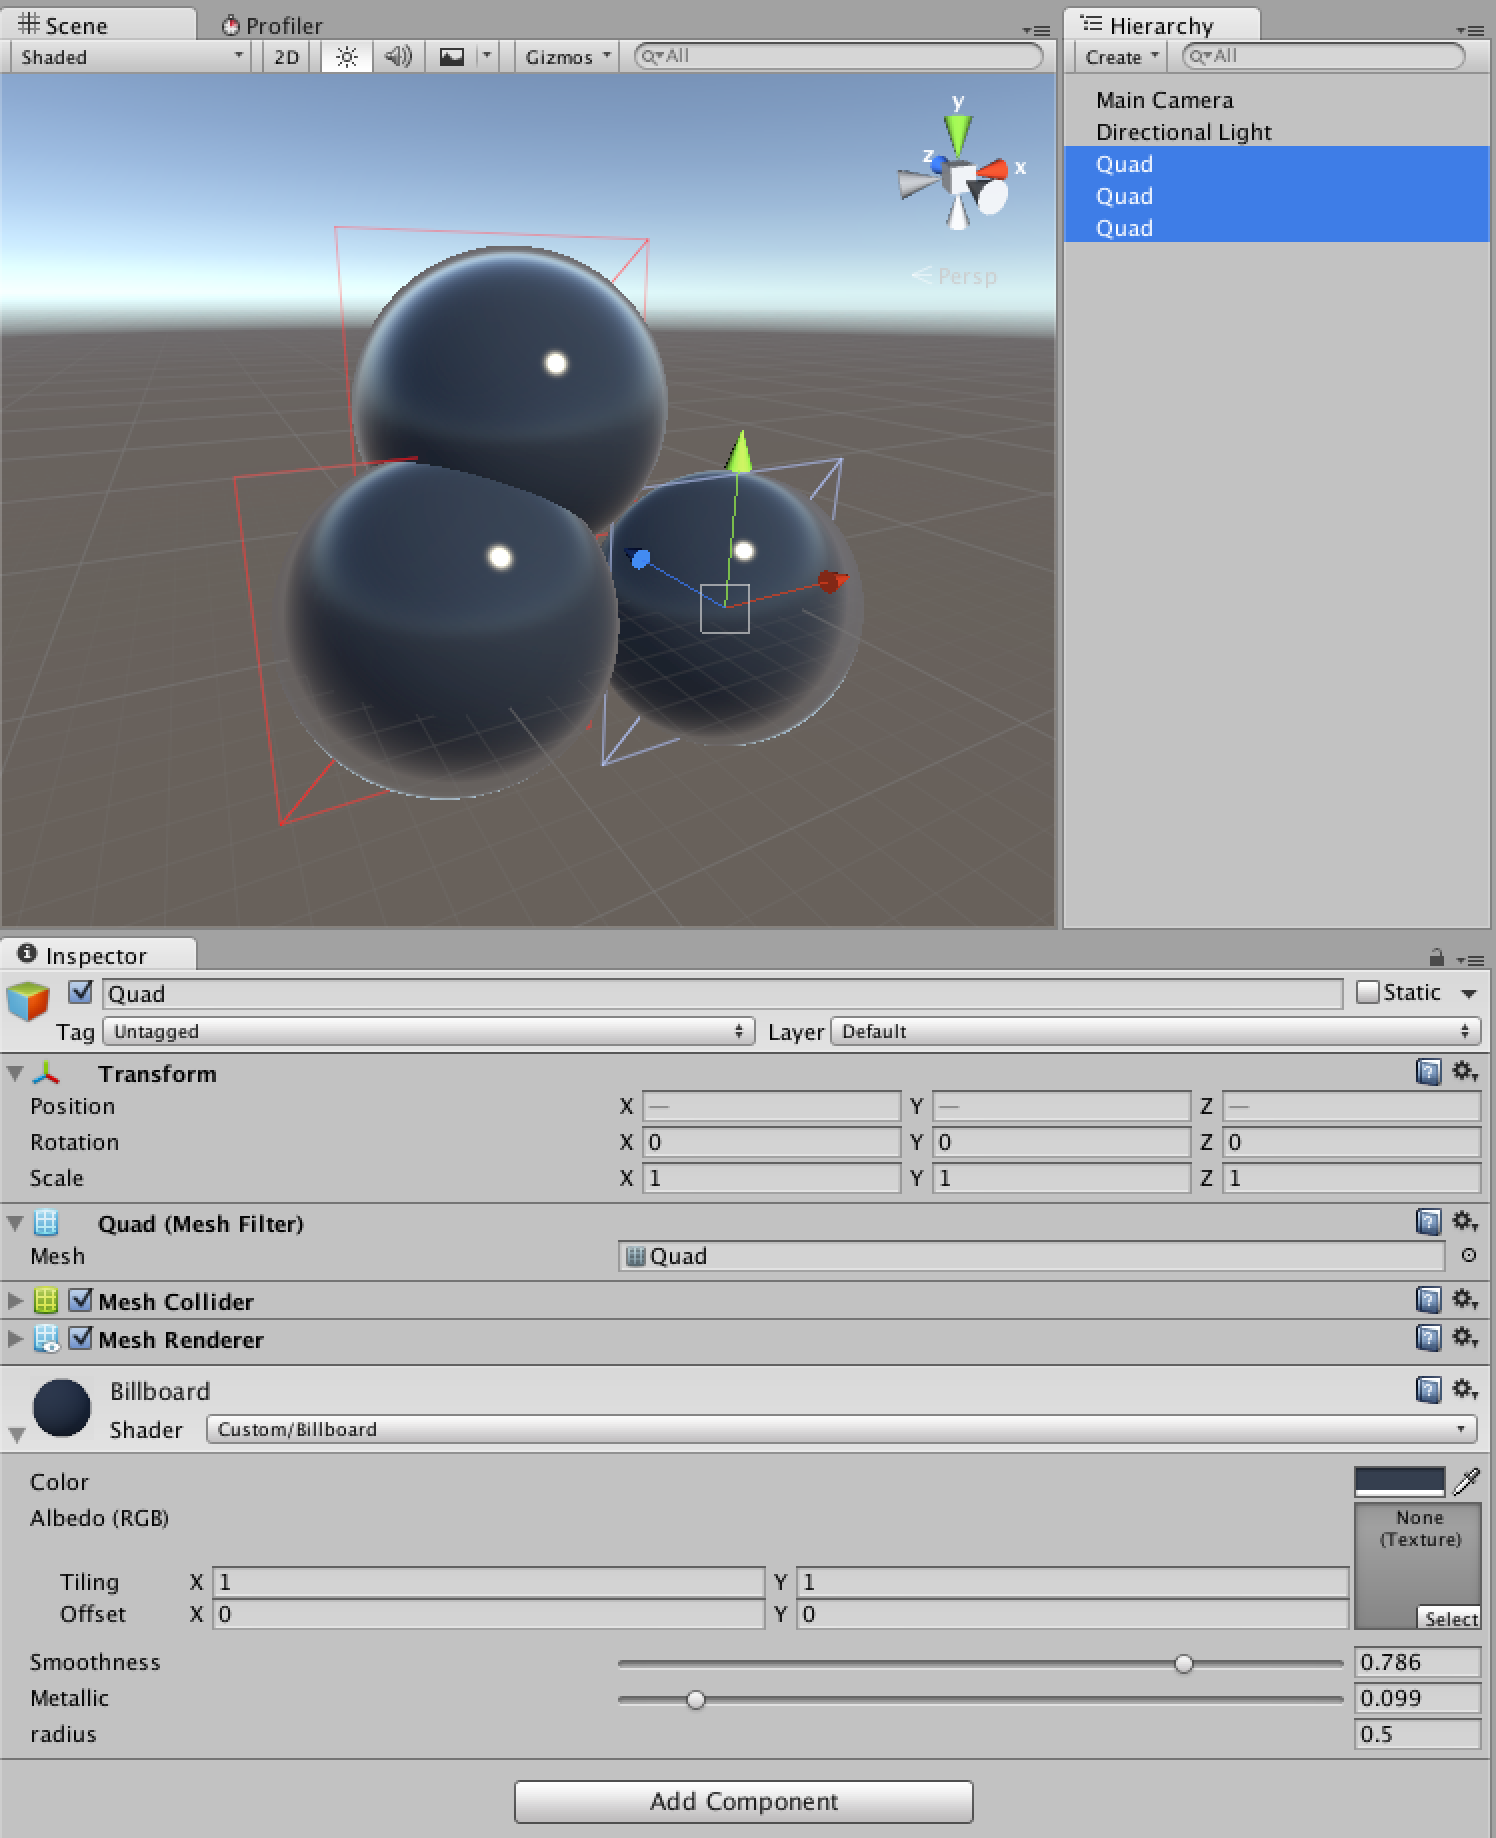 Scene Profiler
Shaded 2D Gizmos All
y
z x
Persp
Hierarchy
Create All
Main Camera
Directional Light
Quad
Quad
Quad
Inspector
Quad Static
Tag Untagged Layer Default
Transform
Position X — Y — Z —
Rotation X 0 Y 0 Z 0
Scale X 1 Y 1 Z 1
Quad (Mesh Filter)
Mesh Quad
Mesh Collider
Mesh Renderer
Billboard
Shader Custom/Billboard
Color
Albedo (RGB) None
(Texture)
Tiling X 1 Y 1
Offset X 0 Y 0 Select
Smoothness 0.786
Metallic 0.099
radius 0.5
Add Component